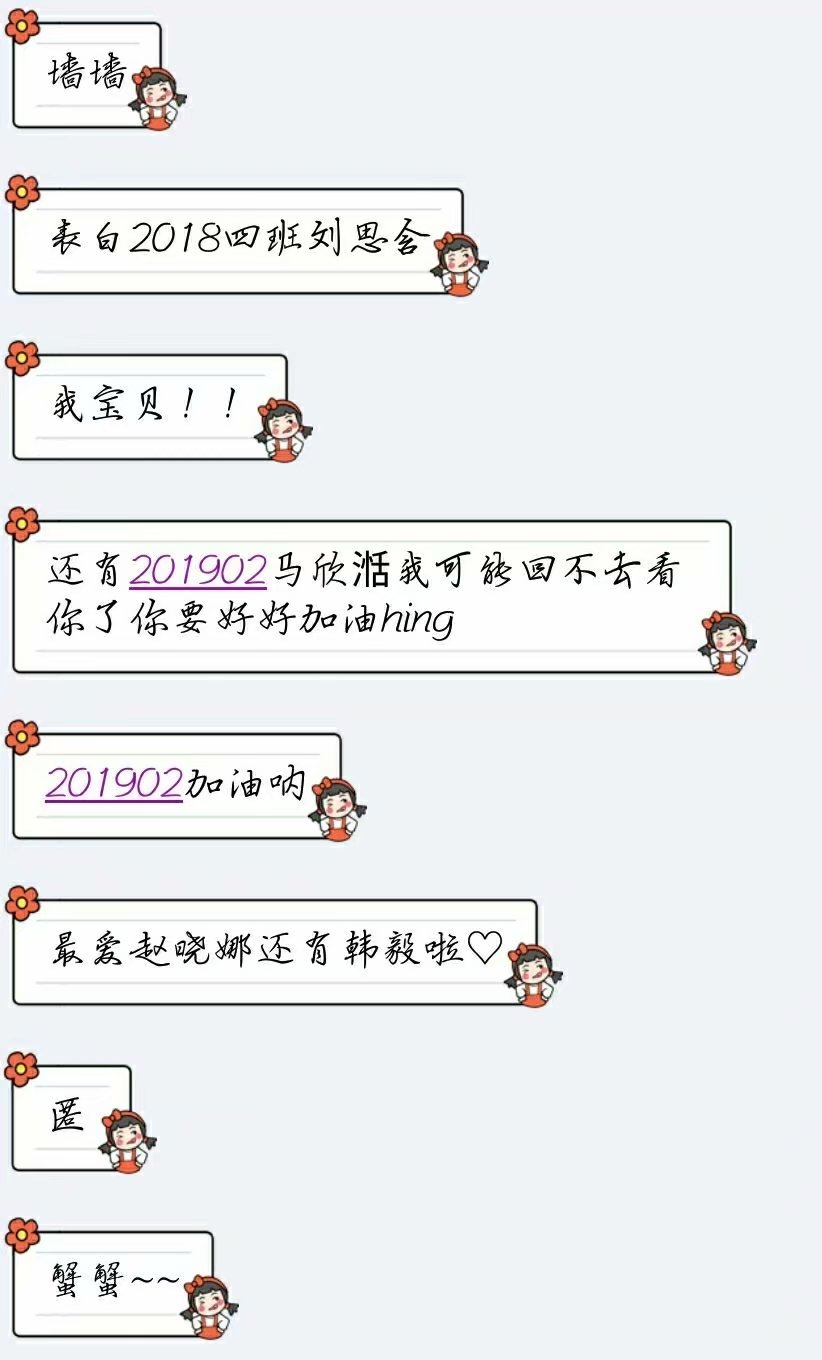 墙墙
表白2018四班刘思含
我宝贝！！
还有201902马欣湉我可能回不去看
你了你要好好加油hing
201902加油呐
最爱赵晓娜还有韩毅啦♡
匿
蟹蟹~~